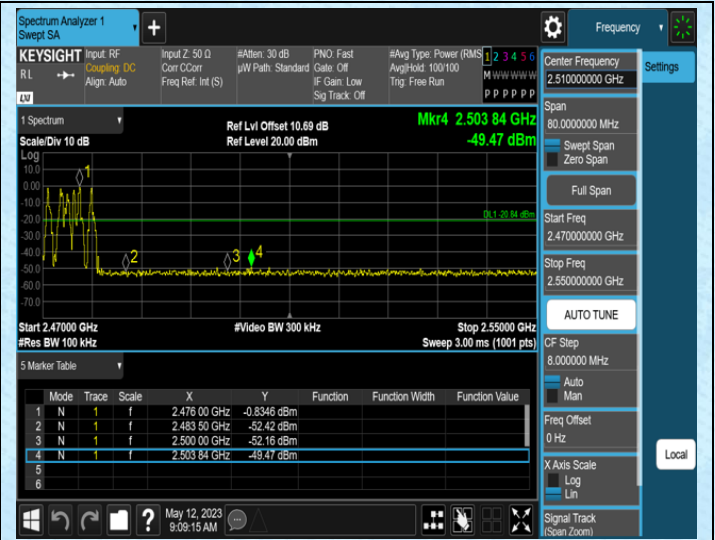 Spectrum Analyzer 1
Swept SA
+
Frequency
KEYSIGHT
RL
LXI
Input: RF
Coupling: DC
Align: Auto
Input Z: 50 Ω
Corr CCorr
Freq Ref: Int (S)
#Atten: 30 dB
µW Path: Standard
PNO: Fast
Gate: Off
IF Gain: Low
Sig Track: Off
#Avg Type: Power (RMS
Avg|Hold: 100/100
Trig: Free Run
1 2 3 4 5 6
M W W W W W
P P P P P P
1 Spectrum
Scale/Div 10 dB
Log
Ref Lvl Offset 10.69 dB
Ref Level 20.00 dBm
Mkr4 2.503 84 GHz
-49.47 dBm
10.0
0.00
-10.0
-20.0
-30.0
-40.0
-50.0
-60.0
-70.0
1
2
3
4
DL1 -20.84 dBm
Start 2.47000 GHz
#Video BW 300 kHz
Stop 2.55000 GHz
#Res BW 100 kHz
Sweep 3.00 ms (1001 pts)
5 Marker Table
Mode Trace Scale X Y Function Function Width Function Value
1 N 1 f 2.476 00 GHz -0.8346 dBm
2 N 1 f 2.483 50 GHz -52.42 dBm
3 N 1 f 2.500 00 GHz -52.16 dBm
4 N 1 f 2.503 84 GHz -49.47 dBm
5
6
?
May 12, 2023
9:09:15 AM
Center Frequency
2.510000000 GHz
Settings
Span
80.0000000 MHz
Swept Span
Zero Span
Full Span
Start Freq
2.470000000 GHz
Stop Freq
2.550000000 GHz
AUTO TUNE
CF Step
8.000000 MHz
Auto
Man
Freq Offset
0 Hz
Local
X Axis Scale
Log
Lin
Signal Track
(Span Zoom)